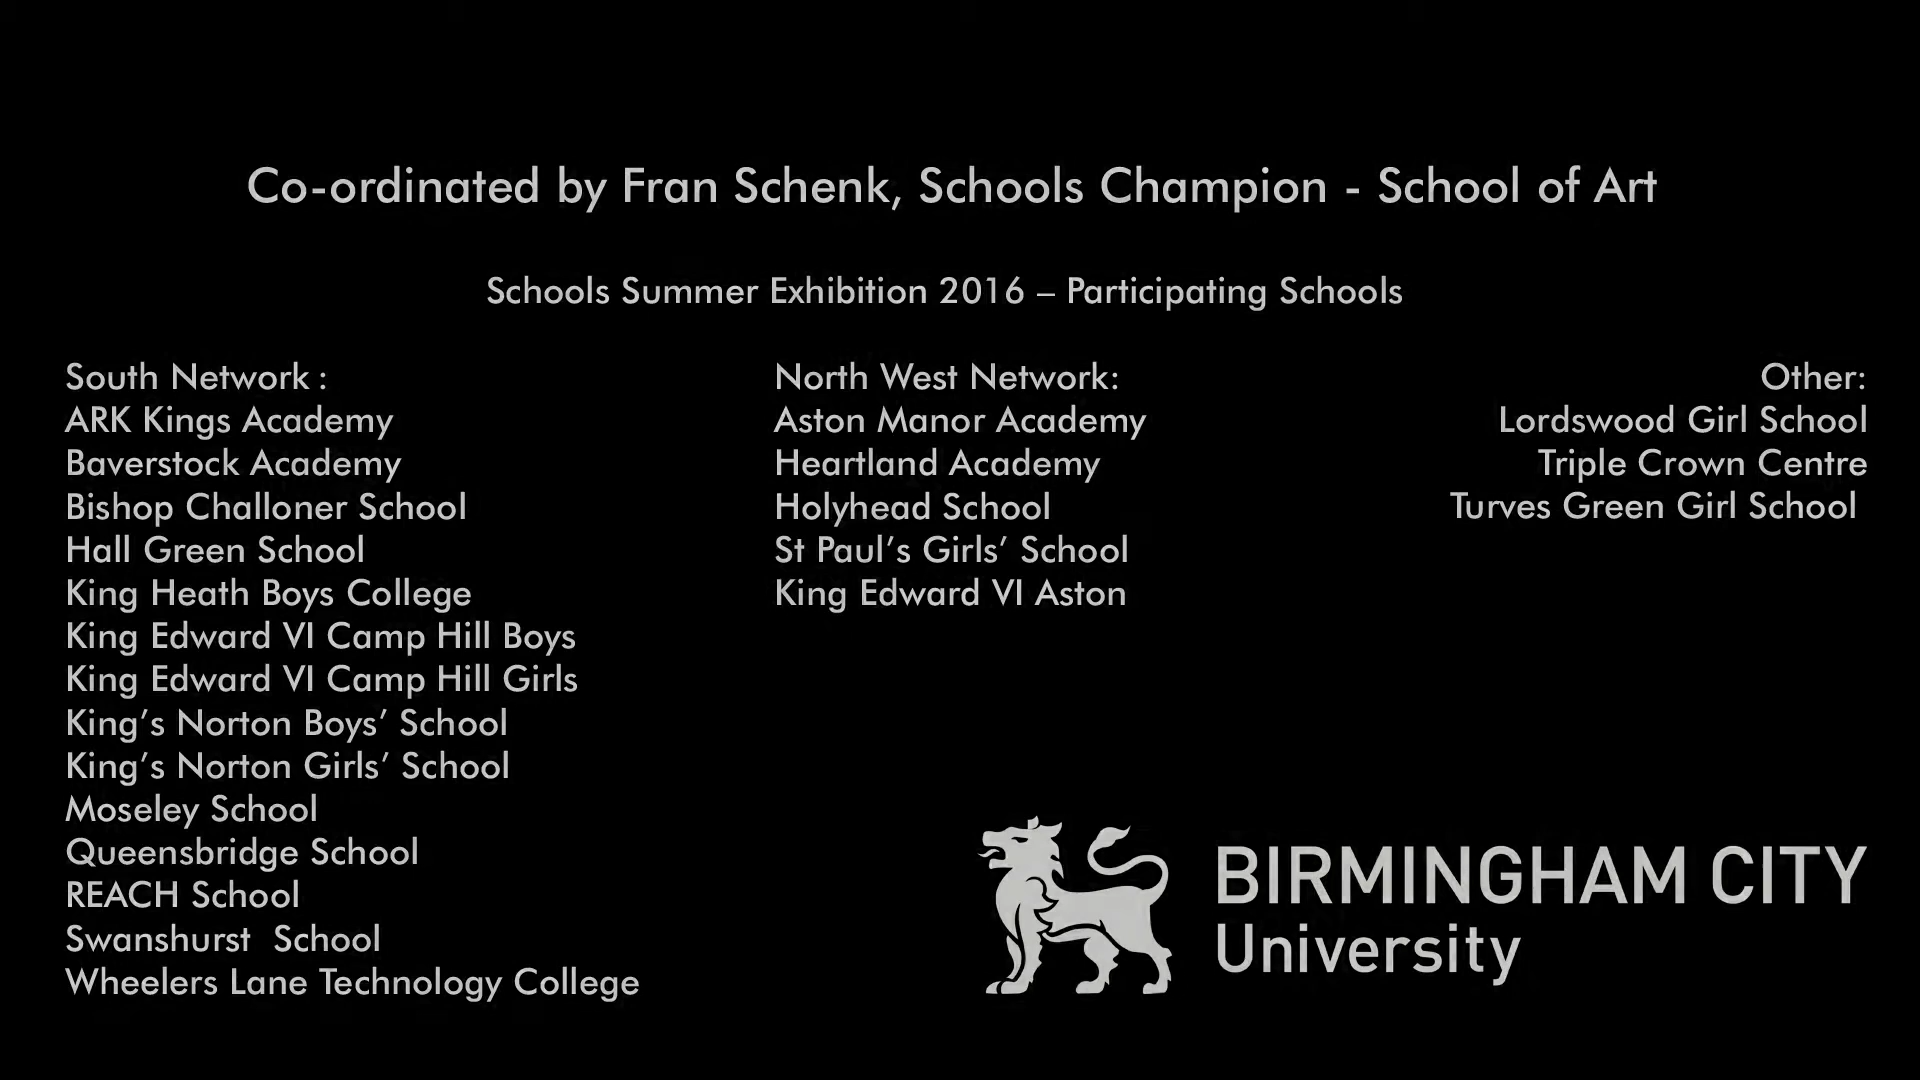 Co-ordinated by Fran Schenk, Schools Champion - School of Art
Schools Summer Exhibition 2016 – Participating Schools
South Network :
ARK Kings Academy
Baverstock Academy
Bishop Challoner School
Hall Green School
King Heath Boys College
King Edward VI Camp Hill Boys
King Edward VI Camp Hill Girls
King’s Norton Boys’ School
King’s Norton Girls’ School
Moseley School
Queensbridge School
REACH School
Swanshurst  School
Wheelers Lane Technology College
North West Network:
Aston Manor Academy
Heartland Academy
Holyhead School
St Paul’s Girls’ School
King Edward VI Aston
Other:
Lordswood Girl School
Triple Crown Centre
Turves Green Girl School
BIRMINGHAM CITY
University